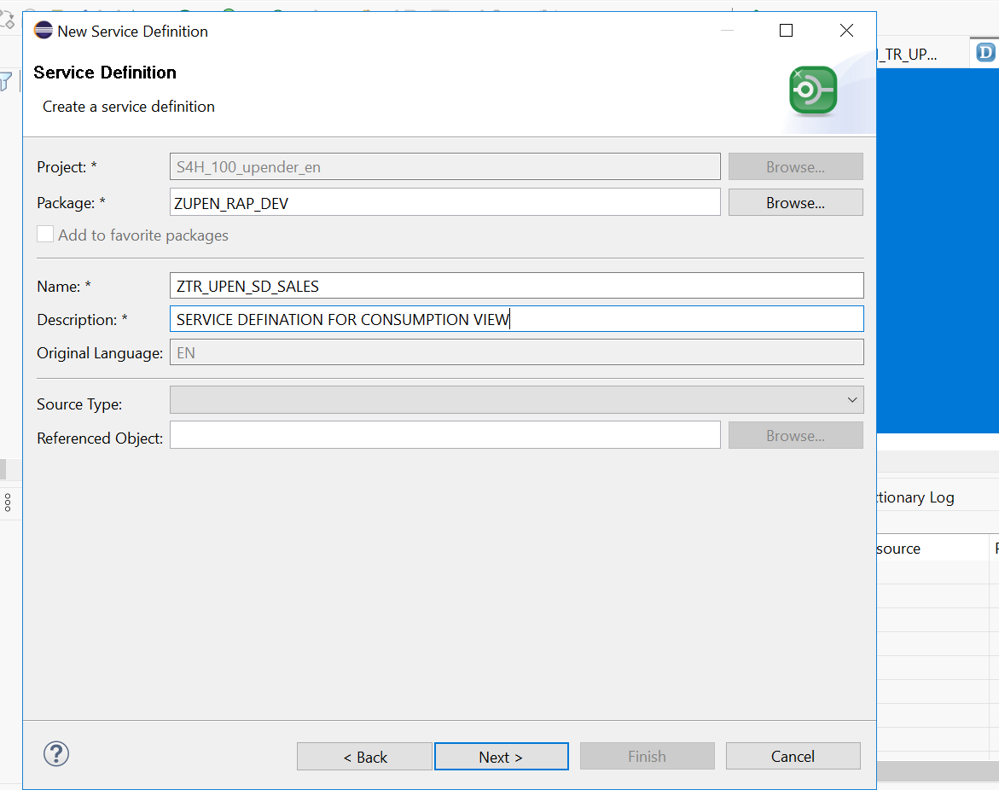 New Service Definition
Service Definition
Create a service definition
Project: * S4H_100_upender_en Browse...
Package: * ZUPEN_RAP_DEV Browse...
Add to favorite packages
Name: * ZTR_UPEN_SD_SALES
Description: * SERVICE DEFINATION FOR CONSUMPTION VIEW
Original Language: EN
Source Type:
Referenced Object: Browse...
? < Back Next > Finish Cancel
_TR_UP... D
ctionary Log
source